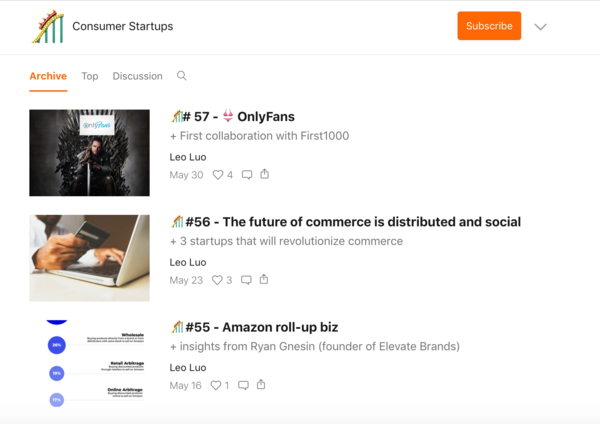 Consumer Startups
Subscribe
Archive Top Discussion
# 57 - 👙 OnlyFans
+ First collaboration with First1000
Leo Luo
May 30 4
#56 - The future of commerce is distributed and social
+ 3 startups that will revolutionize commerce
Leo Luo
May 23 3
Wholesale
26%
Retail Arbitrage
Online Arbitrage
#55 - Amazon roll-up biz
+ insights from Ryan Gnesin (founder of Elevate Brands)
Leo Luo
May 16 1